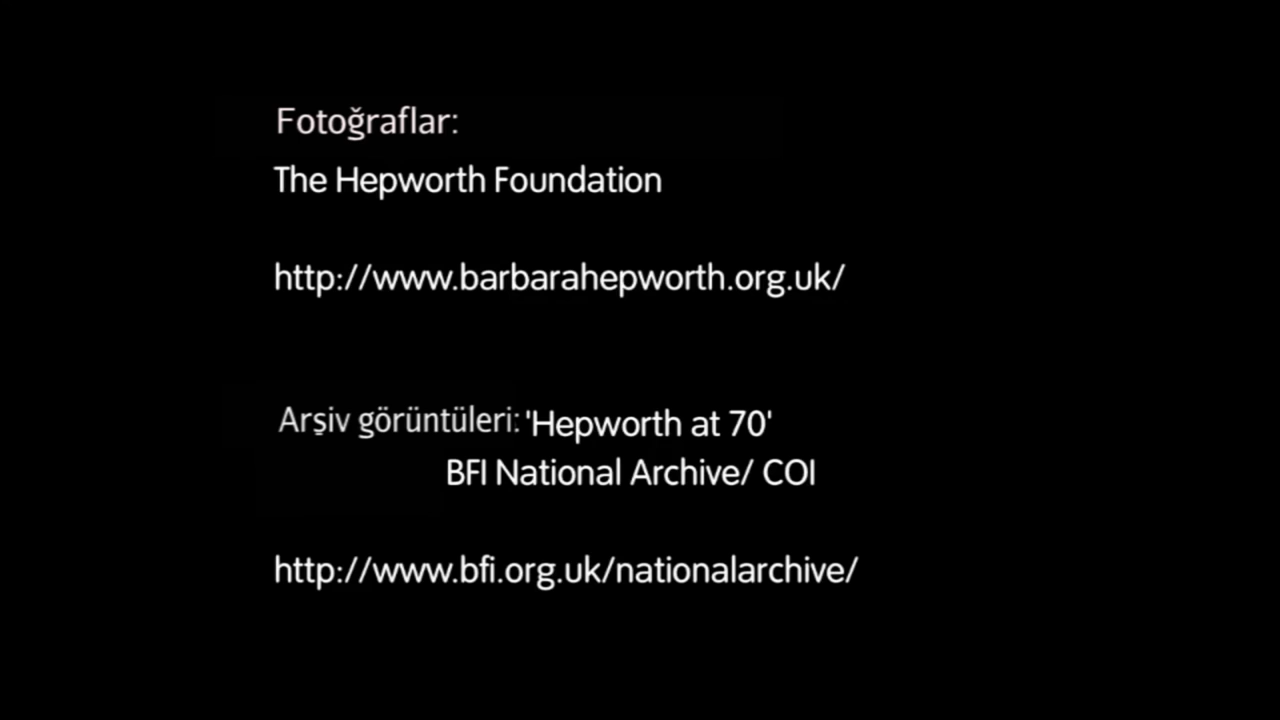 Fotoğraflar:
The Hepworth Foundation
http://www.barbarahepworth.org.uk/
Arşiv görüntüleri: 'Hepworth at 70'
BFI National Archive/ COI
http://www.bfi.org.uk/nationalarchive/